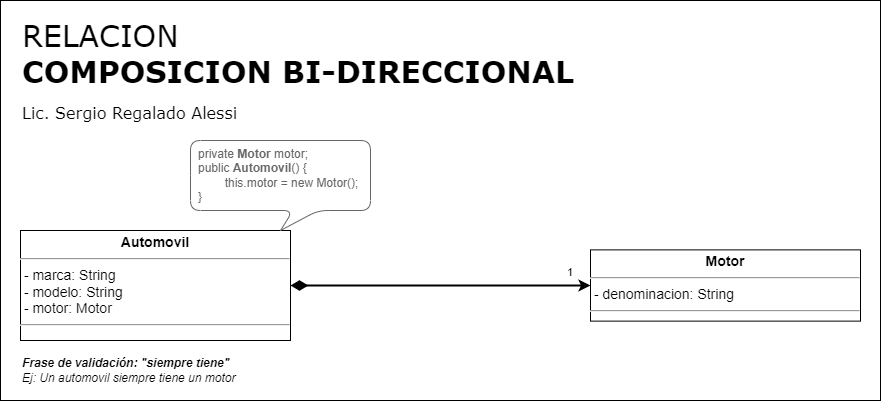 RELACION
COMPOSICION BI-DIRECCIONAL
Lic. Sergio Regalado Alessi
private Motor motor;
public Automovil() {
this.motor = new Motor();
}
Automovil
- marca: String
- modelo: String
- motor: Motor
1
Motor
- denominacion: String
Frase de validación: "siempre tiene"
Ej: Un automovil siempre tiene un motor